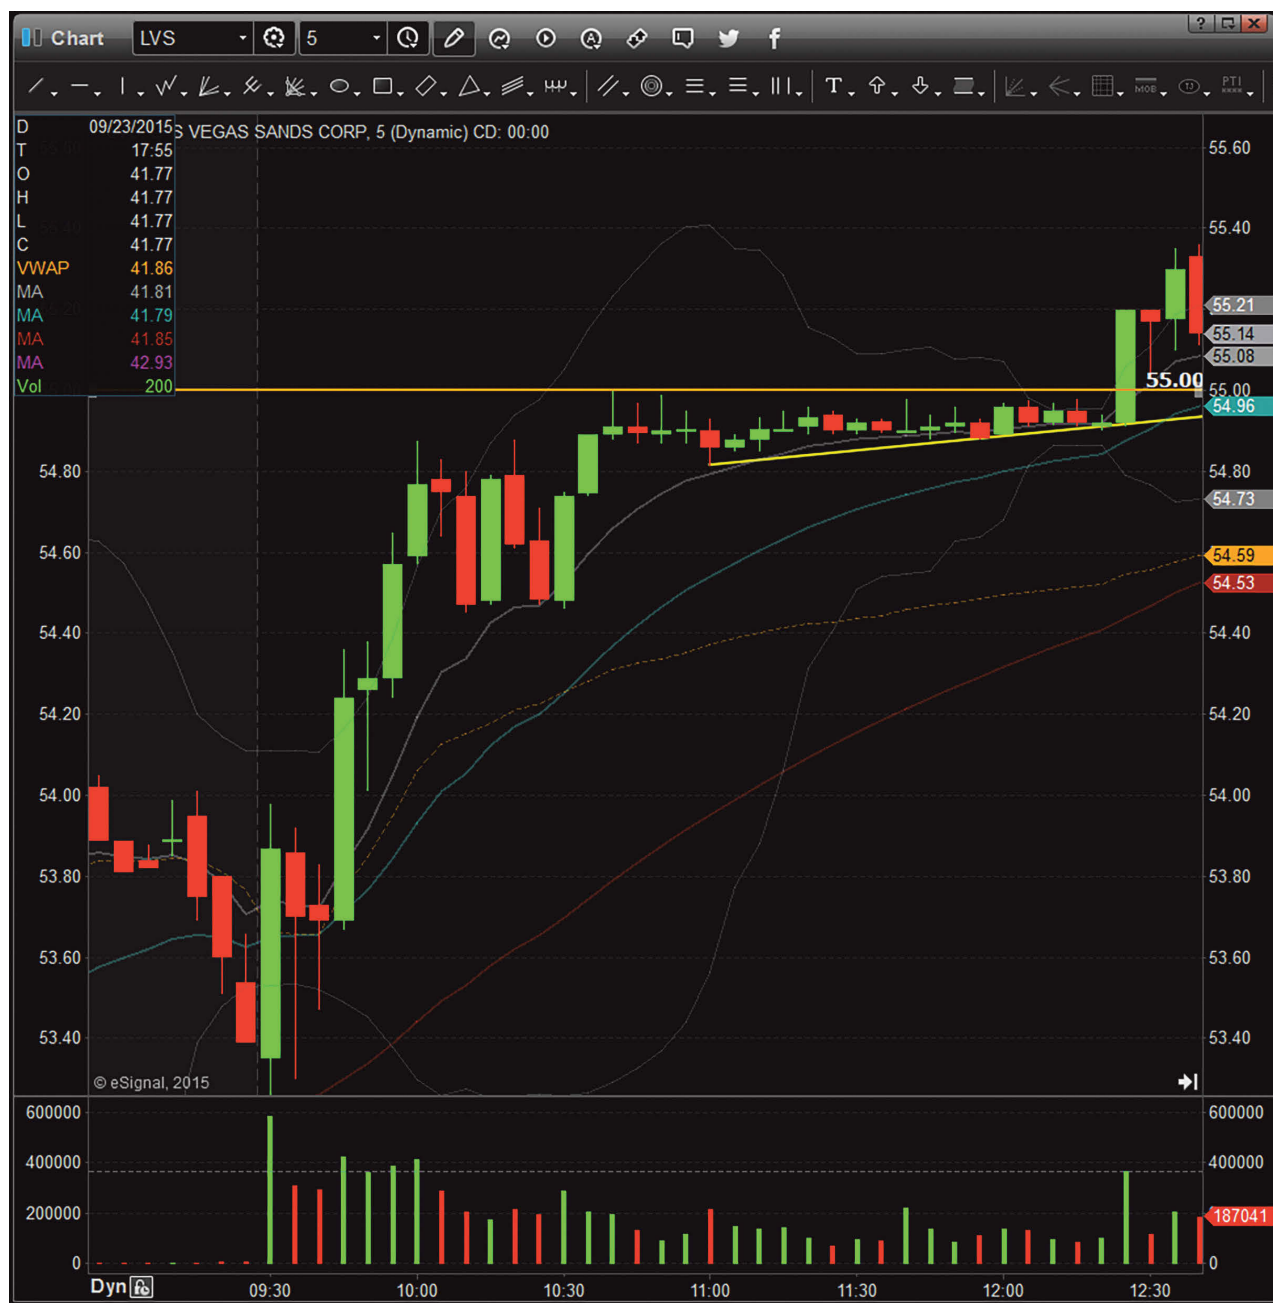 Chart LVS 5
T MOB TJ PTI
D 09/23/2015 S VEGAS SANDS CORP, 5 (Dynamic) CD: 00:00
T 17:55
O 41.77
H 41.77
L 41.77
C 41.77
VWAP 41.86
MA 41.81
MA 41.79
MA 41.85
MA 42.93
Vol 200
55.60
55.40
55.21
55.14
55.08
55.00 55.00
54.96
54.80 54.80
54.73
54.60 54.59
54.53
54.40 54.40
54.20 54.20
54.00 54.00
53.80 53.80
53.60 53.60
53.40 53.40
© eSignal, 2015
600000 600000
400000 400000
200000 187041
0 0
Dyn 09:30 10:00 10:30 11:00 11:30 12:00 12:30